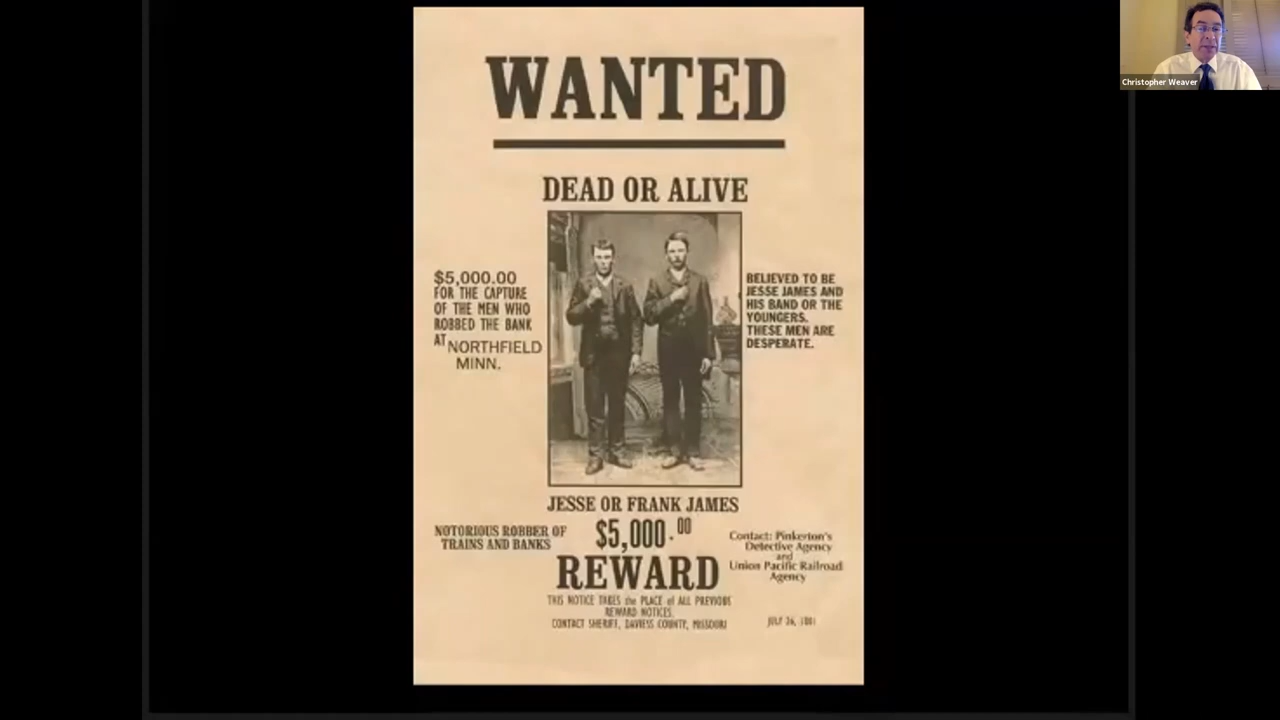 WANTED
DEAD OR ALIVE
$5,000.00
FOR THE CAPTURE
OF THE MEN WHO
ROBBED THE BANK
AT NORTHFIELD
MINN.
BELIEVED TO BE
JESSE JAMES AND
HIS BAND OR THE
YOUNGERS.
THESE MEN ARE
DESPERATE.
JESSE OR FRANK JAMES
NOTORIOUS ROBBER OF
TRAINS AND BANKS
$5,000.00
REWARD
Contact: Pinkerton's
Detective Agency
and
Union Pacific Railroad
Agency
THIS NOTICE TAKES the PLACE of ALL PREVIOUS
REWARD NOTICES.
CONTACT SHERIFF, DAVIESS COUNTY, MISSOURI
JULY 26,
Christopher Weaver